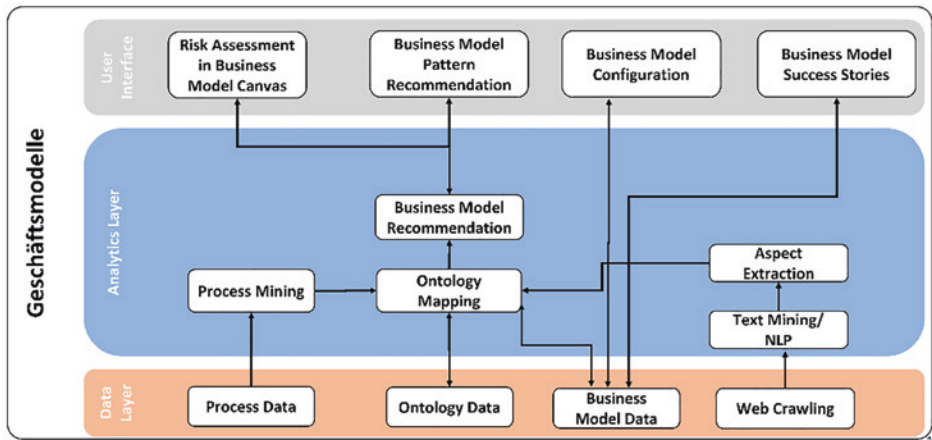 Geschäftsmodelle
User
Interface
Risk Assessment
in Business
Model Canvas
Business Model
Pattern
Recommendation
Business Model
Configuration
Business Model
Success Stories
Analytics Layer
Business Model
Recommendation
Process Mining
Ontology
Mapping
Aspect
Extraction
Text Mining/
NLP
Data
Layer
Process Data
Ontology Data
Business
Model Data
Web Crawling